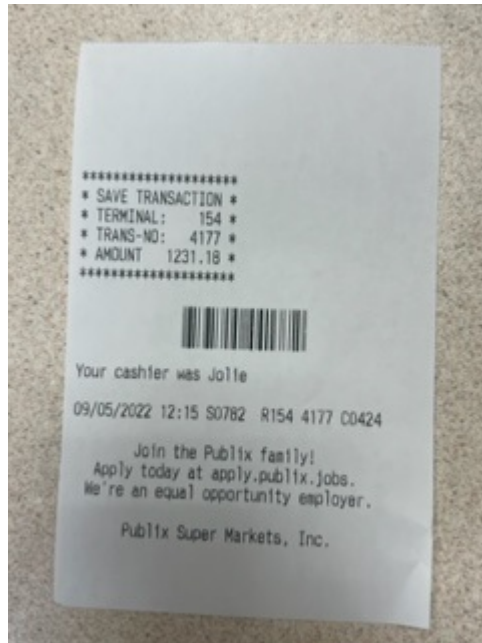 *********************
* SAVE TRANSACTION *
* TERMINAL: 154 *
* TRANS-NO: 4177 *
* AMOUNT 1231.18 *
*********************
Your cashier was Jolie
09/05/2022 12:15 S0782 R154 4177 C0424
Join the Publix family!
Apply today at apply.publix.jobs.
We're an equal opportunity employer.
Publix Super Markets, Inc.